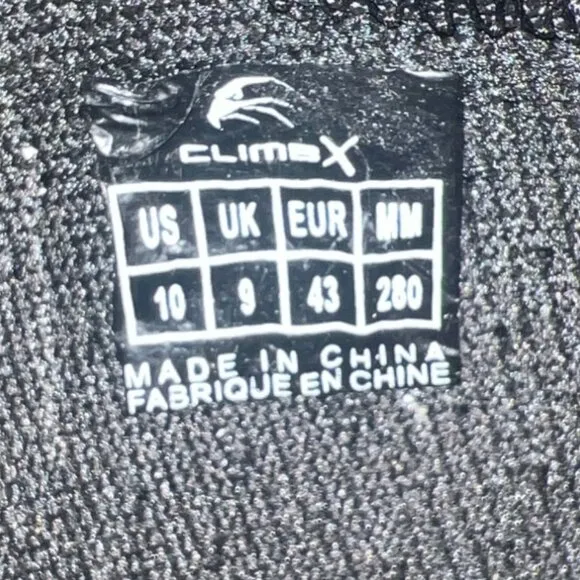 CLIMBX
US UK EUR MM
10 9 43 280
MADE IN CHINA
FABRIQUE EN CHINE